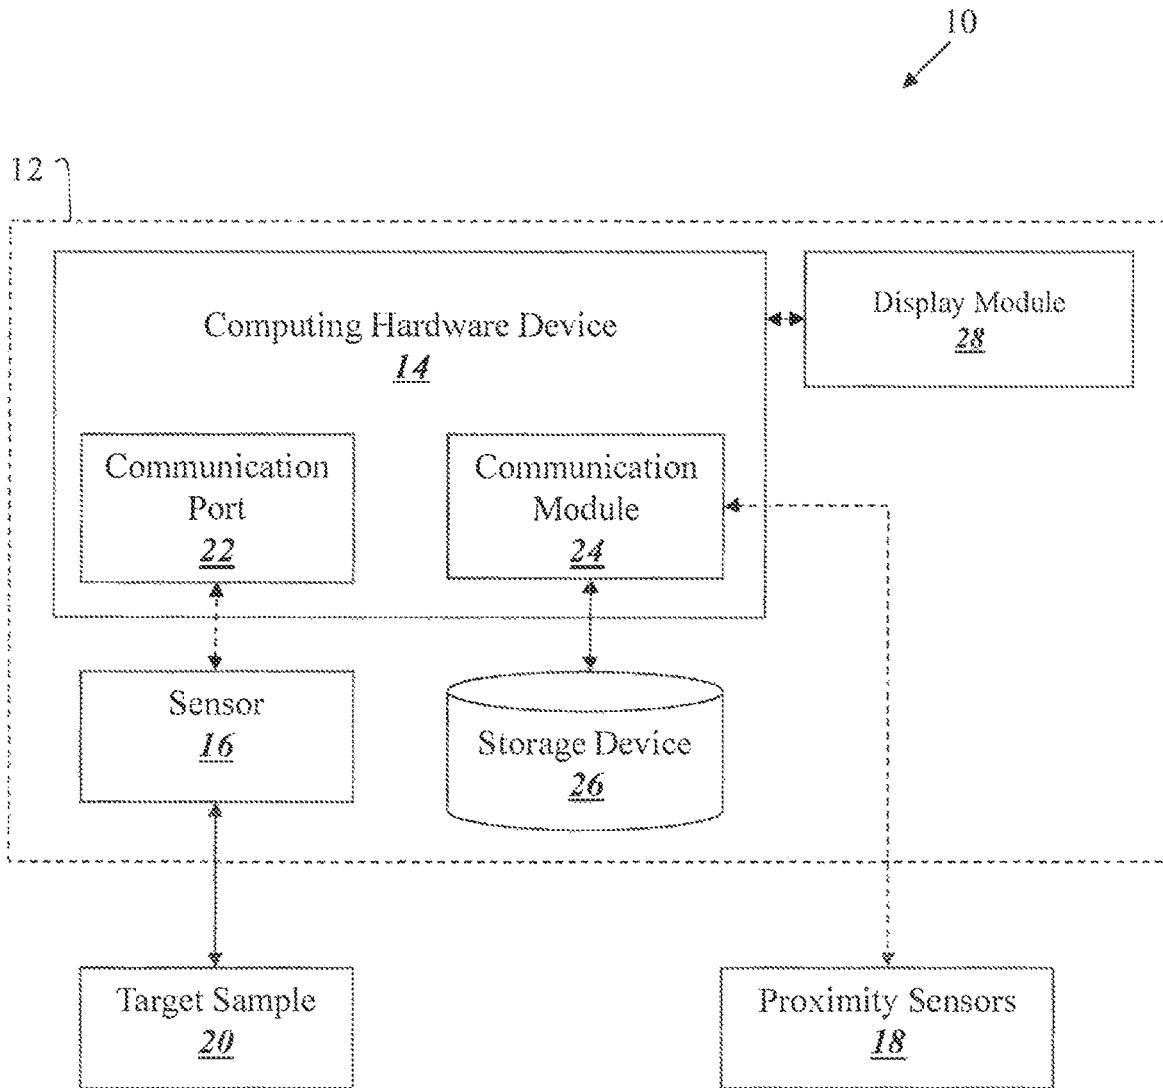 10
12
Computing Hardware Device
14
Display Module
28
Communication
Port
22
Communication
Module
24
Sensor
16
Storage Device
26
Target Sample
20
Proximity Sensors
18